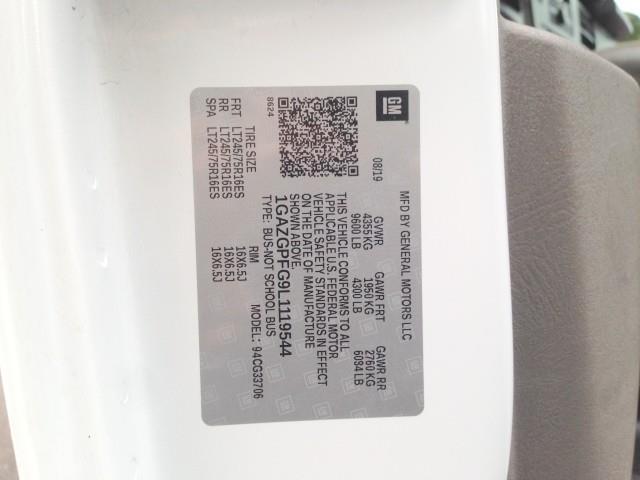 GM
MFD BY GENERAL MOTORS LLC
08/19 GVWR GAWR FRT GAWR RR
4355 KG 1950 KG 2760 KG
9600 LB 4300 LB 6084 LB
THIS VEHICLE CONFORMS TO ALL
APPLICABLE U.S. FEDERAL MOTOR
VEHICLE SAFETY STANDARDS IN EFFECT
ON THE DATE OF MANUFACTURE
SHOWN ABOVE.
8624
1GAZGPFG9L1119544
TYPE: BUS-NOT SCHOOL BUS
MODEL: 94CG33706
TIRE SIZE RIM
FRT LT245/75R16ES 16X6.5J
RR LT245/75R16ES 16X6.5J
SPA LT245/75R16ES 16X6.5J